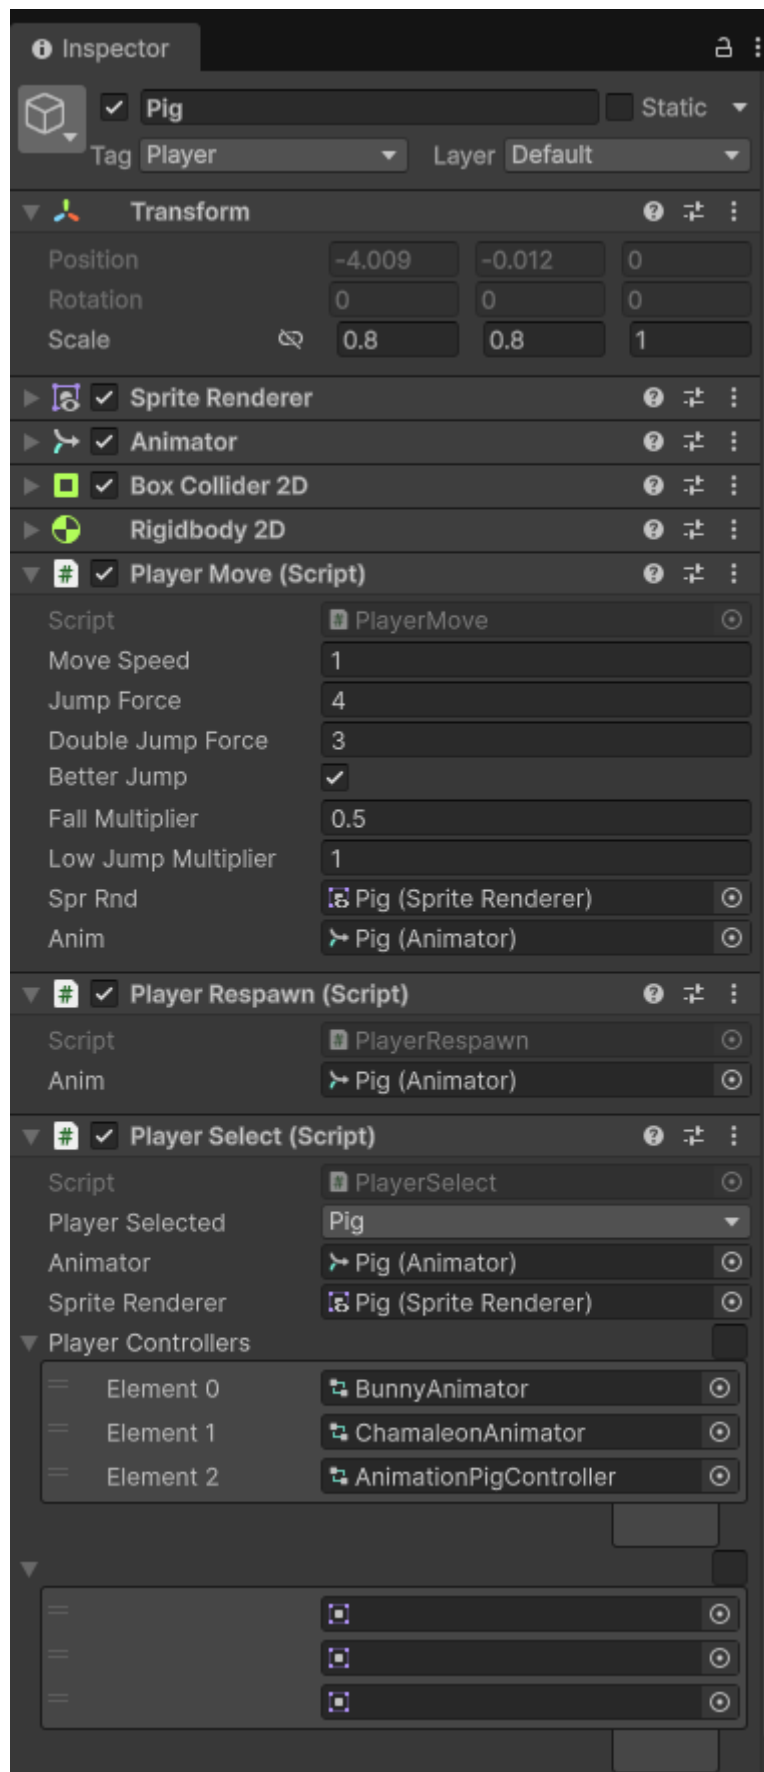 Inspector
Pig
Static
Tag Player Layer Default
Transform
Position -4.009 -0.012 0
Rotation 0 0 0
Scale 0.8 0.8 1
Sprite Renderer
Animator
Box Collider 2D
Rigidbody 2D
# Player Move (Script)
Script # PlayerMove
Move Speed 1
Jump Force 4
Double Jump Force 3
Better Jump
Fall Multiplier 0.5
Low Jump Multiplier 1
Spr Rnd Pig (Sprite Renderer)
Anim Pig (Animator)
# Player Respawn (Script)
Script # PlayerRespawn
Anim Pig (Animator)
# Player Select (Script)
Script # PlayerSelect
Player Selected Pig
Animator Pig (Animator)
Sprite Renderer Pig (Sprite Renderer)
Player Controllers
Element 0 BunnyAnimator
Element 1 ChamaleonAnimator
Element 2 AnimationPigController